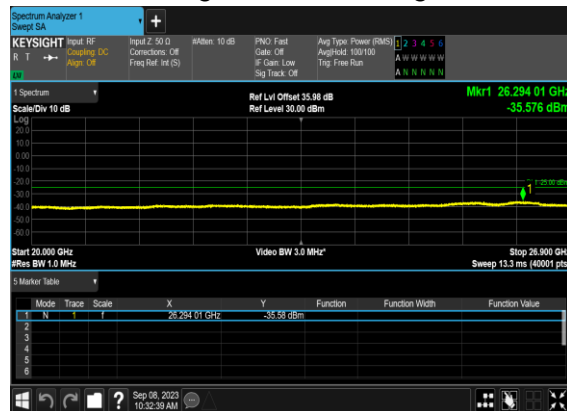 Spectrum Analyzer 1
Swept SA
+
KEYSIGHT Input: RF Input Z: 50 Ω #Atten: 10 dB PNO: Fast Avg Type: Power (RMS) 1 2 3 4 5 6
R T Coupling: DC Corrections: Off Gate: Off Avg|Hold: 100/100 A W W W W W
Align: Off Freq Ref: Int (S) IF Gain: Low Trig: Free Run
LXI Sig Track: Off A N N N N N
1 Spectrum Ref Lvl Offset 35.98 dB Mkr1 26.294 01 GHz
Scale/Div 10 dB Ref Level 30.00 dBm -35.576 dBm
Log
20.0
10.0
0.00
-10.0
-20.0
-25.00 dBm
1
-30.0
-40.0
-50.0
-60.0
Start 20.000 GHz Video BW 3.0 MHz* Stop 26.900 GHz
#Res BW 1.0 MHz Sweep 13.3 ms (40001 pts)
5 Marker Table
Mode Trace Scale X Y Function Function Width Function Value
1 N 1 f 26.294 01 GHz -35.58 dBm
2
3
4
5
6
? Sep 08, 2023
10:32:39 AM